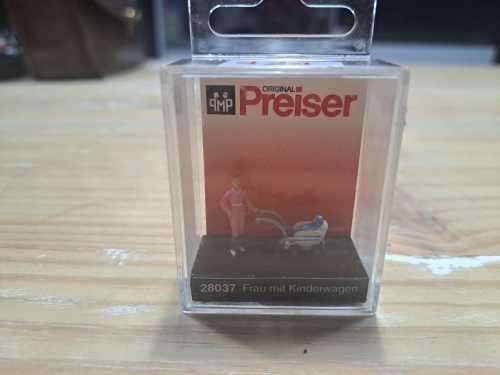 ORIGINAL
PMP Preiser
28037 Frau mit Kinderwagen